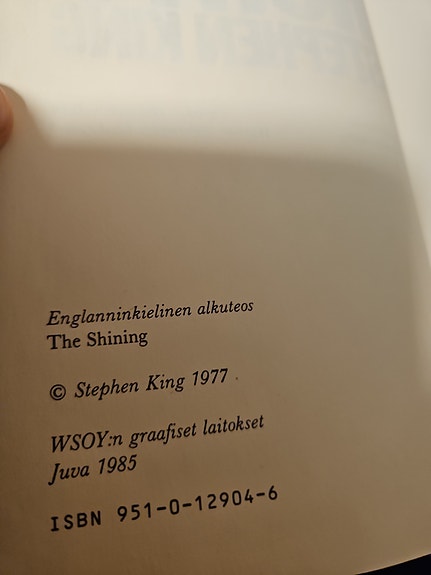 Englanninkielinen alkuteos
The Shining
© Stephen King 1977
WSOY:n graafiset laitokset
Juva 1985
ISBN 951-0-12904-6